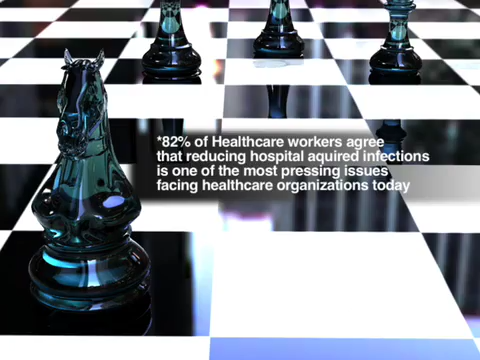 *82% of Healthcare workers agree
that reducing hospital aquired infections
is one of the most pressing issues
facing healthcare organizations today